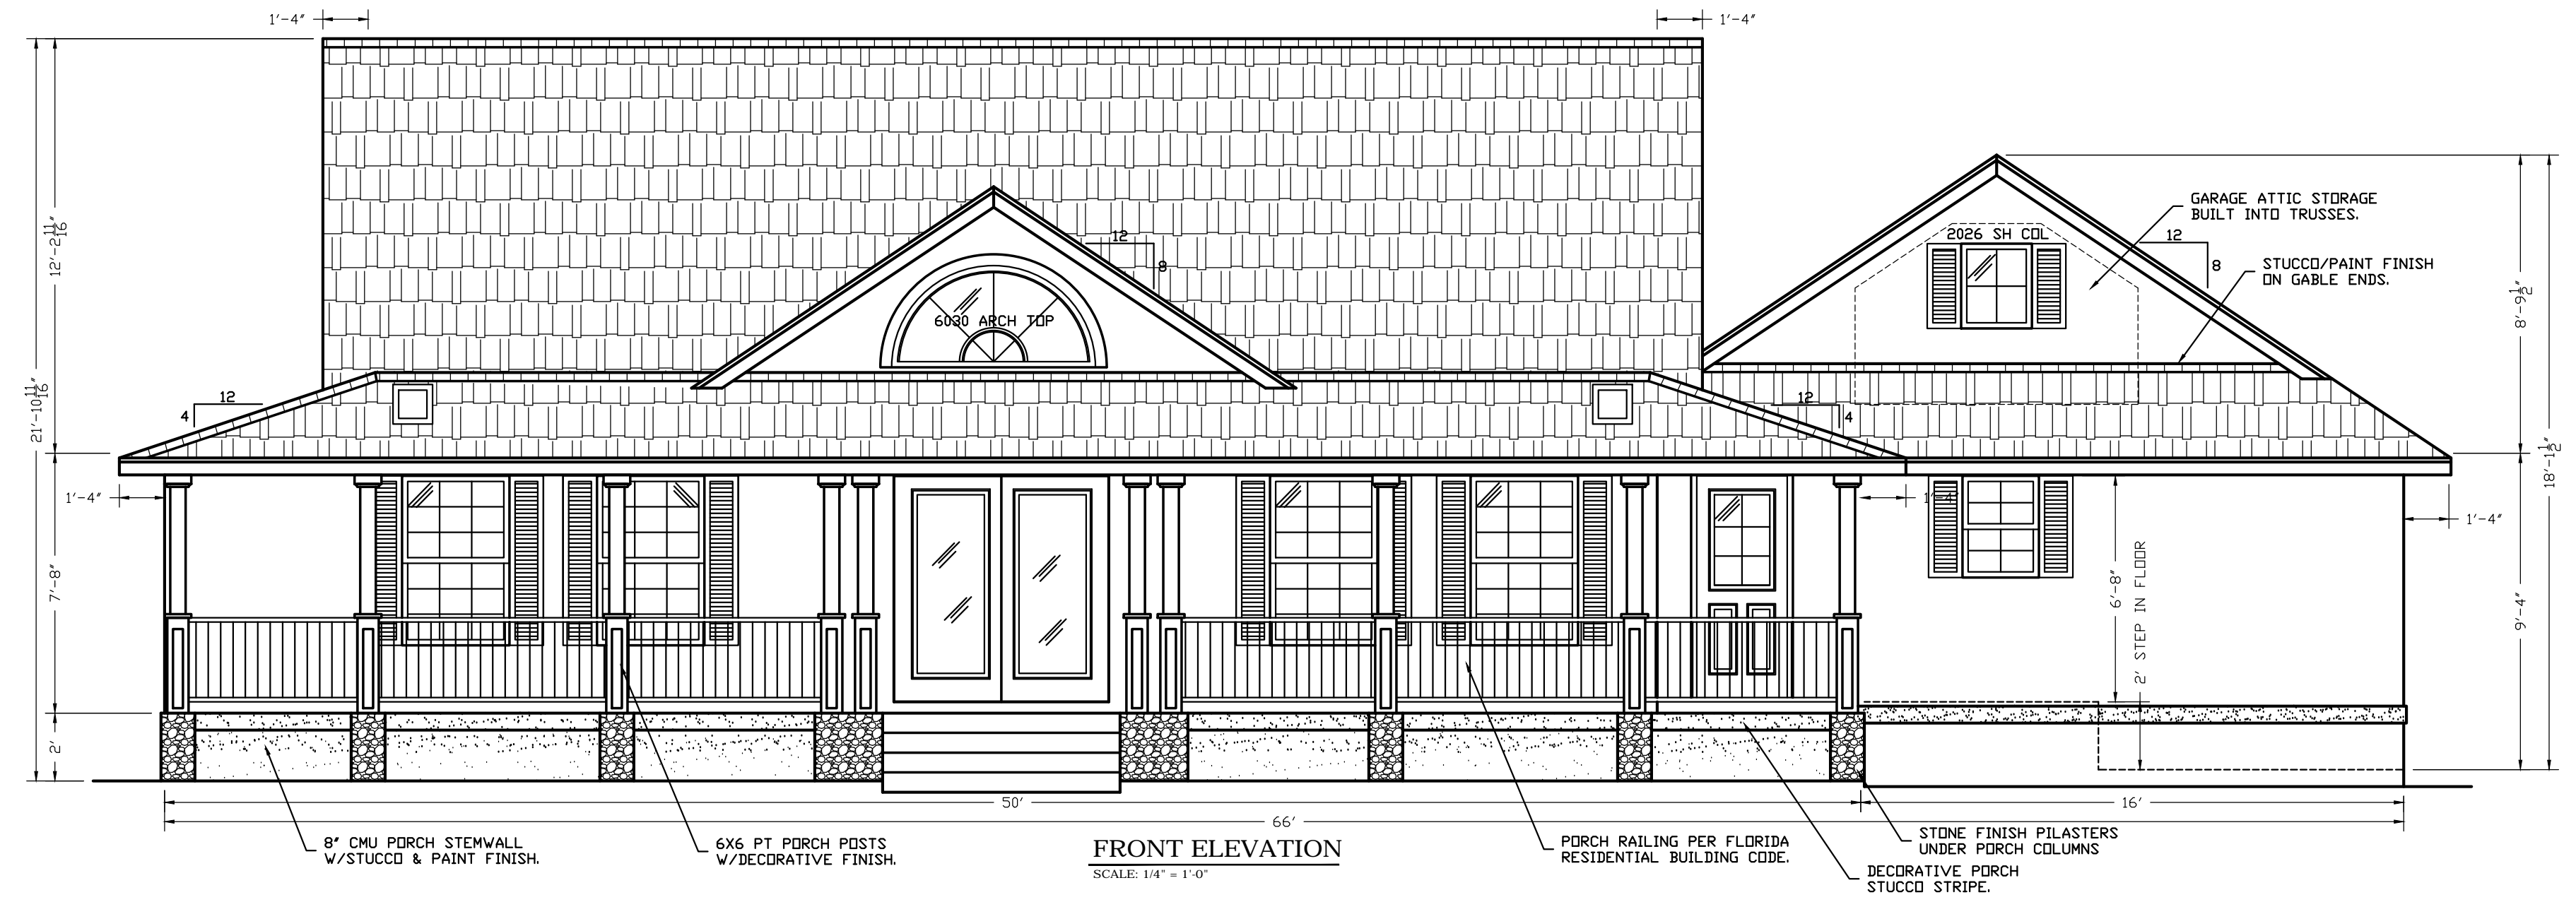 1'-4"
1'-4"
12'-2 11/16"
21'-10 11/16"
GARAGE ATTIC STORAGE
BUILT INTO TRUSSES.
2026 SH COL
12
8
12
8
STUCCO/PAINT FINISH
ON GABLE ENDS.
8'-9 1/2"
6030 ARCH TOP
12
4
12
4
18'-1 1/2"
1'-4"
1'-4"
1'-4"
7'-8"
6'-8"
2' STEP IN FLOOR
9'-4"
2'
50'
16'
66'
8" CMU PORCH STEMWALL
W/STUCCO & PAINT FINISH.
6X6 PT PORCH POSTS
W/DECORATIVE FINISH.
FRONT ELEVATION
SCALE: 1/4" = 1'-0"
PORCH RAILING PER FLORIDA
RESIDENTIAL BUILDING CODE.
STONE FINISH PILASTERS
UNDER PORCH COLUMNS
DECORATIVE PORCH
STUCCO STRIPE.